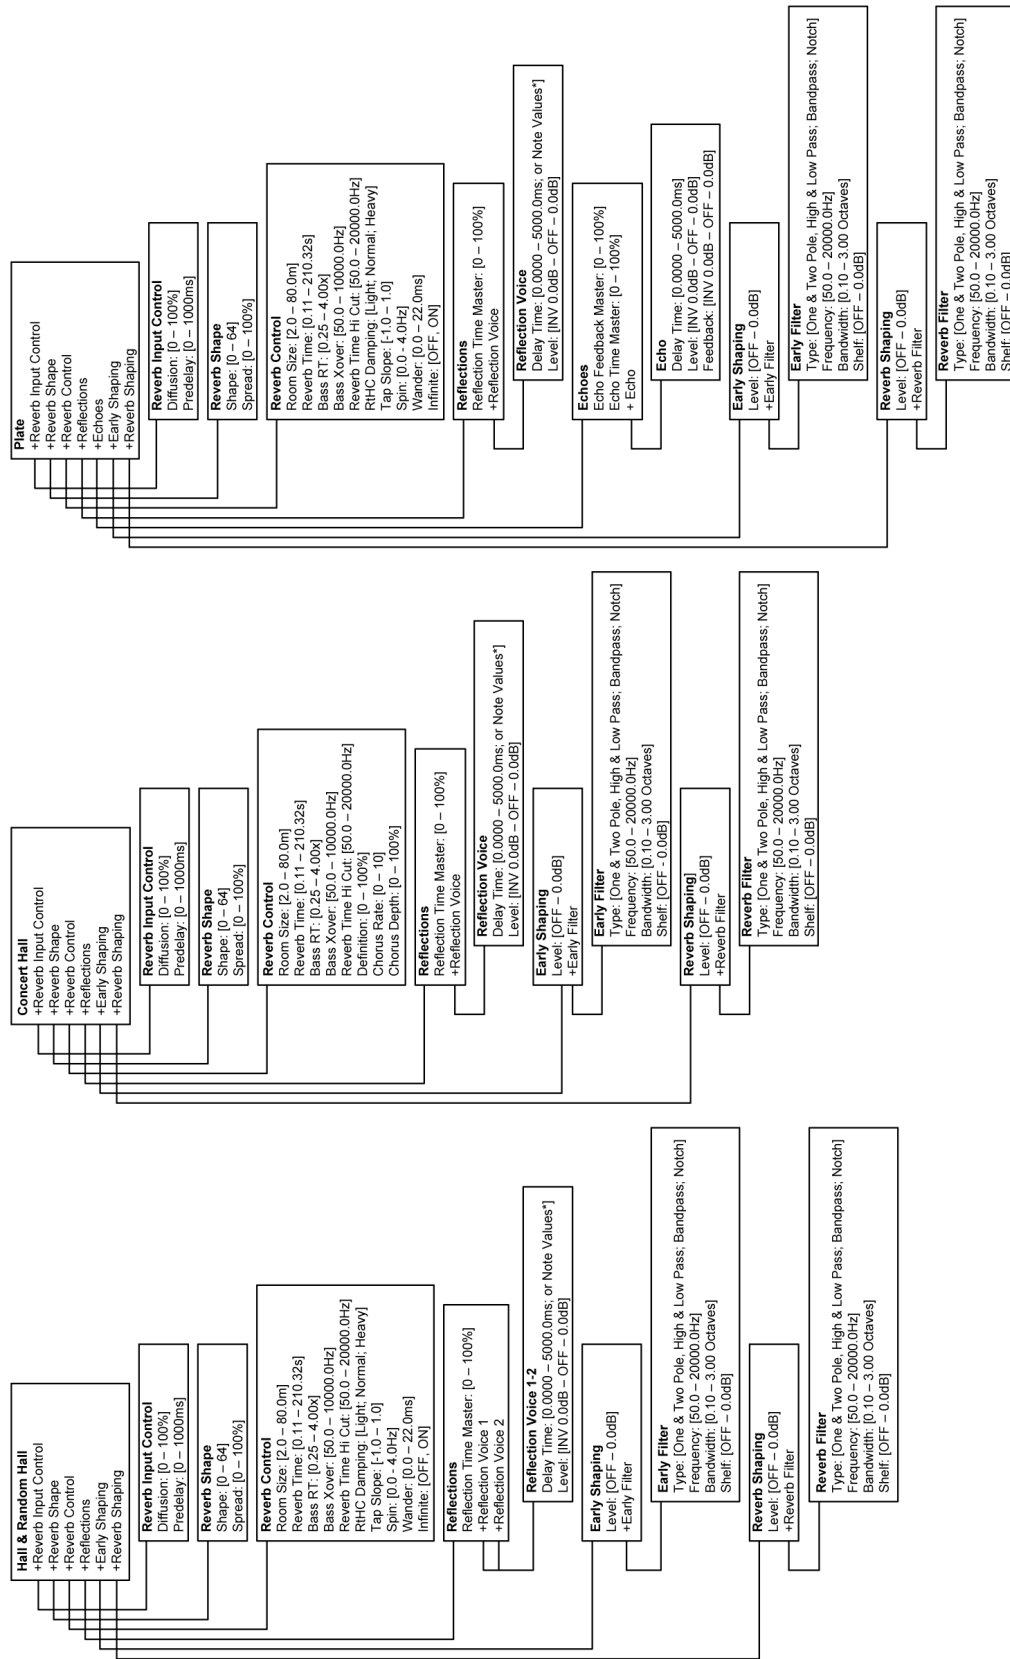 Hall & Random Hall
+Reverb Input Control
+Reverb Shape
+Reverb Control
+Reflections
+Early Shaping
+Reverb Shaping
Reverb Input Control
Diffusion: [0 – 100%]
Predelay: [0 – 1000ms]
Reverb Shape
Shape: [0 – 64]
Spread: [0 – 100%]
Reverb Control
Room Size: [2.0 – 80.0m]
Reverb Time: [0.11 – 210.32s]
Bass RT: [0.25 – 4.00x]
Bass Xover: [50.0 – 10000.0Hz]
Reverb Time Hi Cut: [50.0 – 20000.0Hz]
RtHC Damping: [Light; Normal; Heavy]
Tap Slope: [-1.0 – 1.0]
Spin: [0.0 - 4.0Hz]
Wander: [0.0 – 22.0ms]
Infinite: [OFF, ON]
Reflections
Reflection Time Master: [0 – 100%]
+Reflection Voice 1
+Reflection Voice 2
Reflection Voice 1-2
Delay Time: [0.0000 – 5000.0ms; or Note Values*]
Level: [INV 0.0dB – OFF – 0.0dB]
Early Shaping
Level: [OFF – 0.0dB]
+Early Filter
Early Filter
Type: [One & Two Pole, High & Low Pass; Bandpass; Notch]
Frequency: [50.0 – 20000.0Hz]
Bandwidth: [0.10 – 3.00 Octaves]
Shelf: [OFF – 0.0dB]
Reverb Shaping
Level: [OFF – 0.0dB]
+Reverb Filter
Reverb Filter
Type: [One & Two Pole, High & Low Pass; Bandpass; Notch]
Frequency: [50.0 – 20000.0Hz]
Bandwidth: [0.10 – 3.00 Octaves]
Shelf: [OFF – 0.0dB]
Concert Hall
+Reverb Input Control
+Reverb Shape
+Reverb Control
+Reflections
+Early Shaping
+Reverb Shaping
Reverb Input Control
Diffusion: [0 – 100%]
Predelay: [0 – 1000ms]
Reverb Shape
Shape: [0 – 64]
Spread: [0 – 100%]
Reverb Control
Room Size: [2.0 – 80.0m]
Reverb Time: [0.11 – 210.32s]
Bass RT: [0.25 – 4.00x]
Bass Xover: [50.0 – 10000.0Hz]
Reverb Time Hi Cut: [50.0 – 20000.0Hz]
Definition: [0 – 100%]
Chorus Rate: [0 – 10]
Chorus Depth: [0 – 100%]
Reflections
Reflection Time Master: [0 – 100%]
+Reflection Voice
Reflection Voice
Delay Time: [0.0000 – 5000.0ms; or Note Values*]
Level: [INV 0.0dB – OFF – 0.0dB]
Early Shaping
Level: [OFF – 0.0dB]
+Early Filter
Early Filter
Type: [One & Two Pole, High & Low Pass; Bandpass; Notch]
Frequency: [50.0 – 20000.0Hz]
Bandwidth: [0.10 – 3.00 Octaves]
Shelf: [OFF - 0.0dB]
Reverb Shaping]
Level: [OFF – 0.0dB]
+Reverb Filter
Reverb Filter
Type: [One & Two Pole, High & Low Pass; Bandpass; Notch]
Frequency: [50.0 – 20000.0Hz]
Bandwidth: [0.10 – 3.00 Octaves]
Shelf: [OFF – 0.0dB]
Plate
+Reverb Input Control
+Reverb Shape
+Reverb Control
+Reflections
+Echoes
+Early Shaping
+Reverb Shaping
Reverb Input Control
Diffusion: [0 – 100%]
Predelay: [0 – 1000ms]
Reverb Shape
Shape: [0 – 64]
Spread: [0 – 100%]
Reverb Control
Room Size: [2.0 – 80.0m]
Reverb Time: [0.11 – 210.32s]
Bass RT: [0.25 – 4.00x]
Bass Xover: [50.0 – 10000.0Hz]
Reverb Time Hi Cut: [50.0 – 20000.0Hz]
RtHC Damping: [Light; Normal; Heavy]
Tap Slope: [-1.0 – 1.0]
Spin: [0.0 - 4.0Hz]
Wander: [0.0 – 22.0ms]
Infinite: [OFF, ON]
Reflections
Reflection Time Master: [0 – 100%]
+Reflection Voice
Reflection Voice
Delay Time: [0.0000 – 5000.0ms; or Note Values*]
Level: [INV 0.0dB – OFF – 0.0dB]
Echoes
Echo Feedback Master: [0 – 100%]
Echo Time Master: [0 – 100%]
+ Echo
Echo
Delay Time: [0.0000 – 5000.0ms]
Level: [INV 0.0dB – OFF – 0.0dB]
Feedback: [INV 0.0dB – OFF – 0.0dB]
Early Shaping
Level: [OFF – 0.0dB]
+Early Filter
Early Filter
Type: [One & Two Pole, High & Low Pass; Bandpass; Notch]
Frequency: [50.0 – 20000.0Hz]
Bandwidth: [0.10 – 3.00 Octaves]
Shelf: [OFF – 0.0dB]
Reverb Shaping
Level: [OFF – 0.0dB]
+Reverb Filter
Reverb Filter
Type: [One & Two Pole, High & Low Pass; Bandpass; Notch]
Frequency: [50.0 – 20000.0Hz]
Bandwidth: [0.10 – 3.00 Octaves]
Shelf: [OFF – 0.0dB]